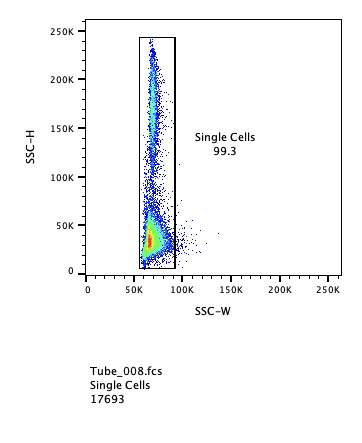 250K
200K
150K
100K
50K
0
SSC-H
Single Cells
99.3
0 50K 100K 150K 200K 250K
SSC-W
Tube_008.fcs
Single Cells
17693